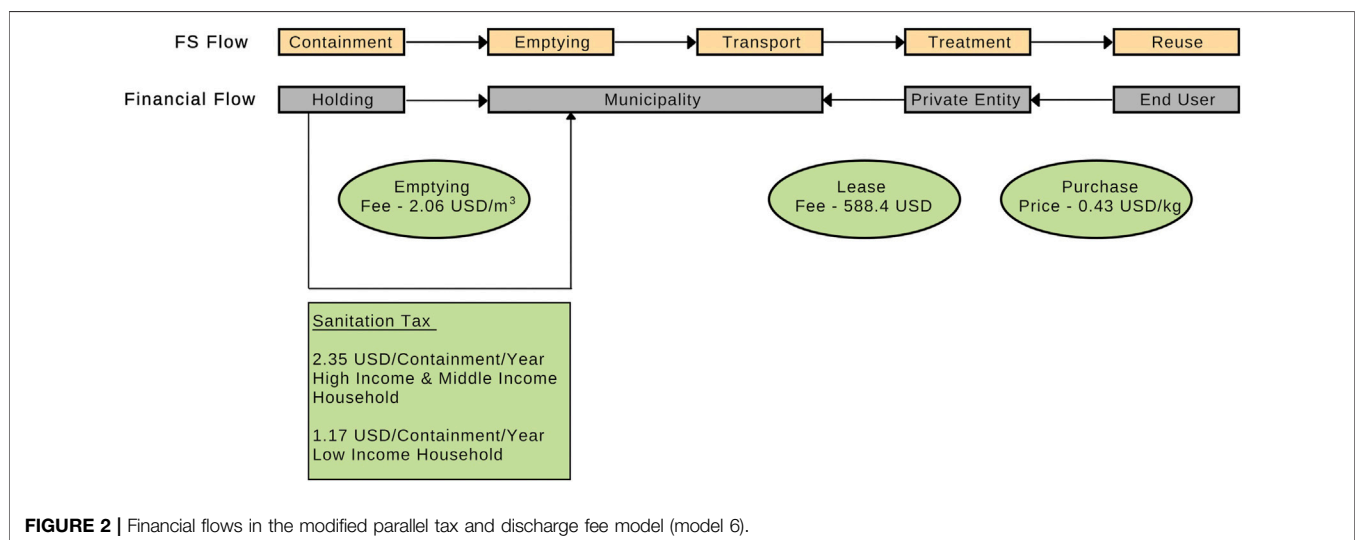 FS Flow Containment Emptying Transport Treatment Reuse
Financial Flow Holding Municipality Private Entity End User
Emptying
Fee - 2.06 USD/m³
Lease
Fee - 588.4 USD
Purchase
Price - 0.43 USD/kg
Sanitation Tax
2.35 USD/Containment/Year
High Income & Middle Income
Household
1.17 USD/Containment/Year
Low Income Household
FIGURE 2 | Financial flows in the modified parallel tax and discharge fee model (model 6).